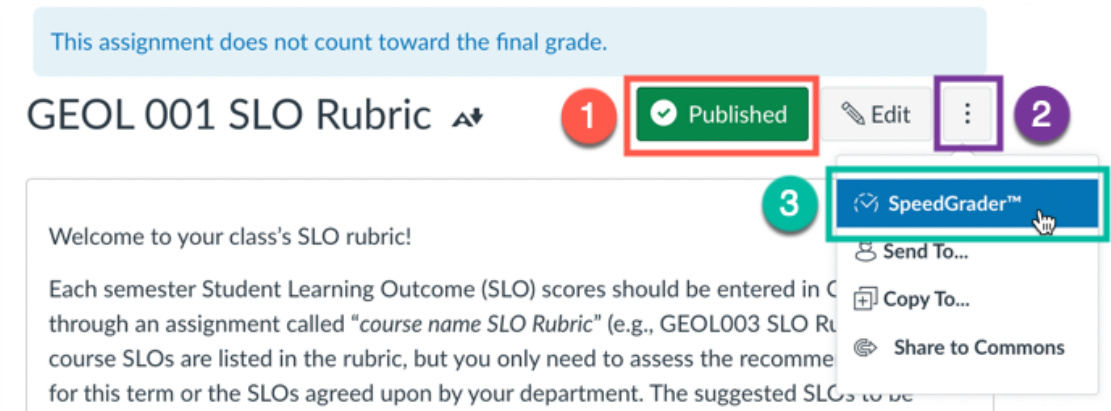 This assignment does not count toward the final grade.
GEOL 001 SLO Rubric
1
Published
Edit
2
3
SpeedGrader™
Send To...
Copy To...
Share to Commons
Welcome to your class's SLO rubric!
Each semester Student Learning Outcome (SLO) scores should be entered in
through an assignment called "course name SLO Rubric" (e.g., GEOL003 SLO
course SLOs are listed in the rubric, but you only need to assess the
for this term or the SLOs agreed upon by your department. The suggested SLOs to be